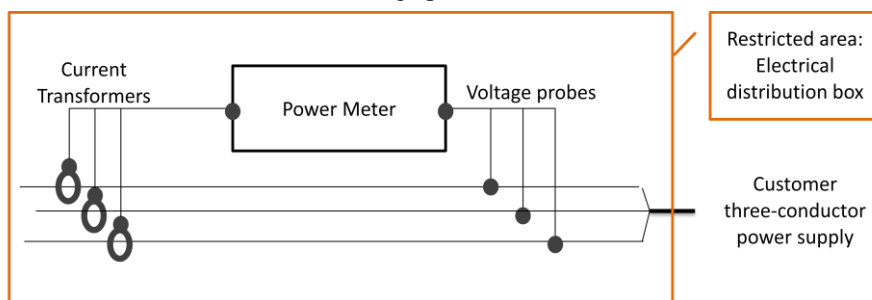 Current
Transformers
Power Meter
Voltage probes
Restricted area:
Electrical
distribution box
Customer
three-conductor
power supply